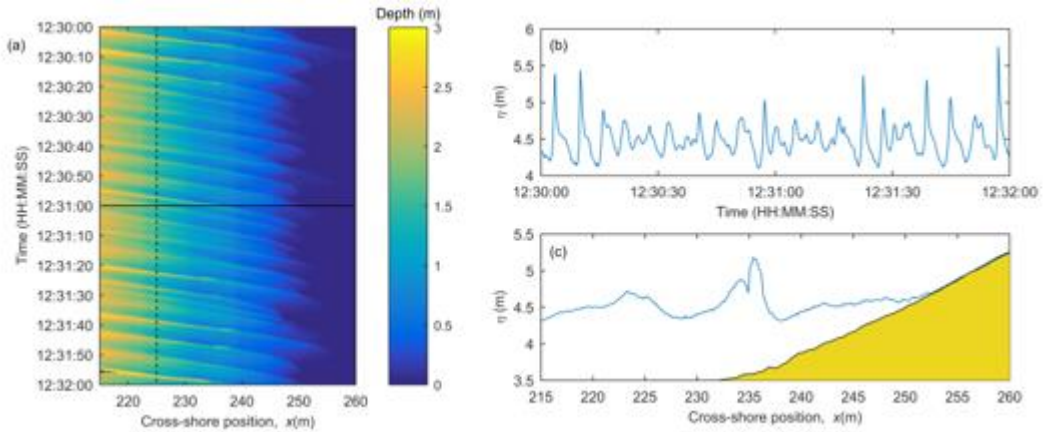 Depth (m)
(a)
12:30:00
12:30:10
12:30:20
12:30:30
12:30:40
12:30:50
12:31:00
12:31:10
12:31:20
12:31:30
12:31:40
12:31:50
12:32:00
Time (HH:MM:SS)
220 230 240 250 260
Cross-shore position, x(m)
3
2.5
2
1.5
1
0.5
0
(b)
6
5.5
5
4.5
4
η (m)
12:30:00 12:30:30 12:31:00 12:31:30 12:32:00
Time (HH:MM:SS)
(c)
5.5
5
4.5
4
3.5
η (m)
215 220 225 230 235 240 245 250 255 260
Cross-shore position, x(m)